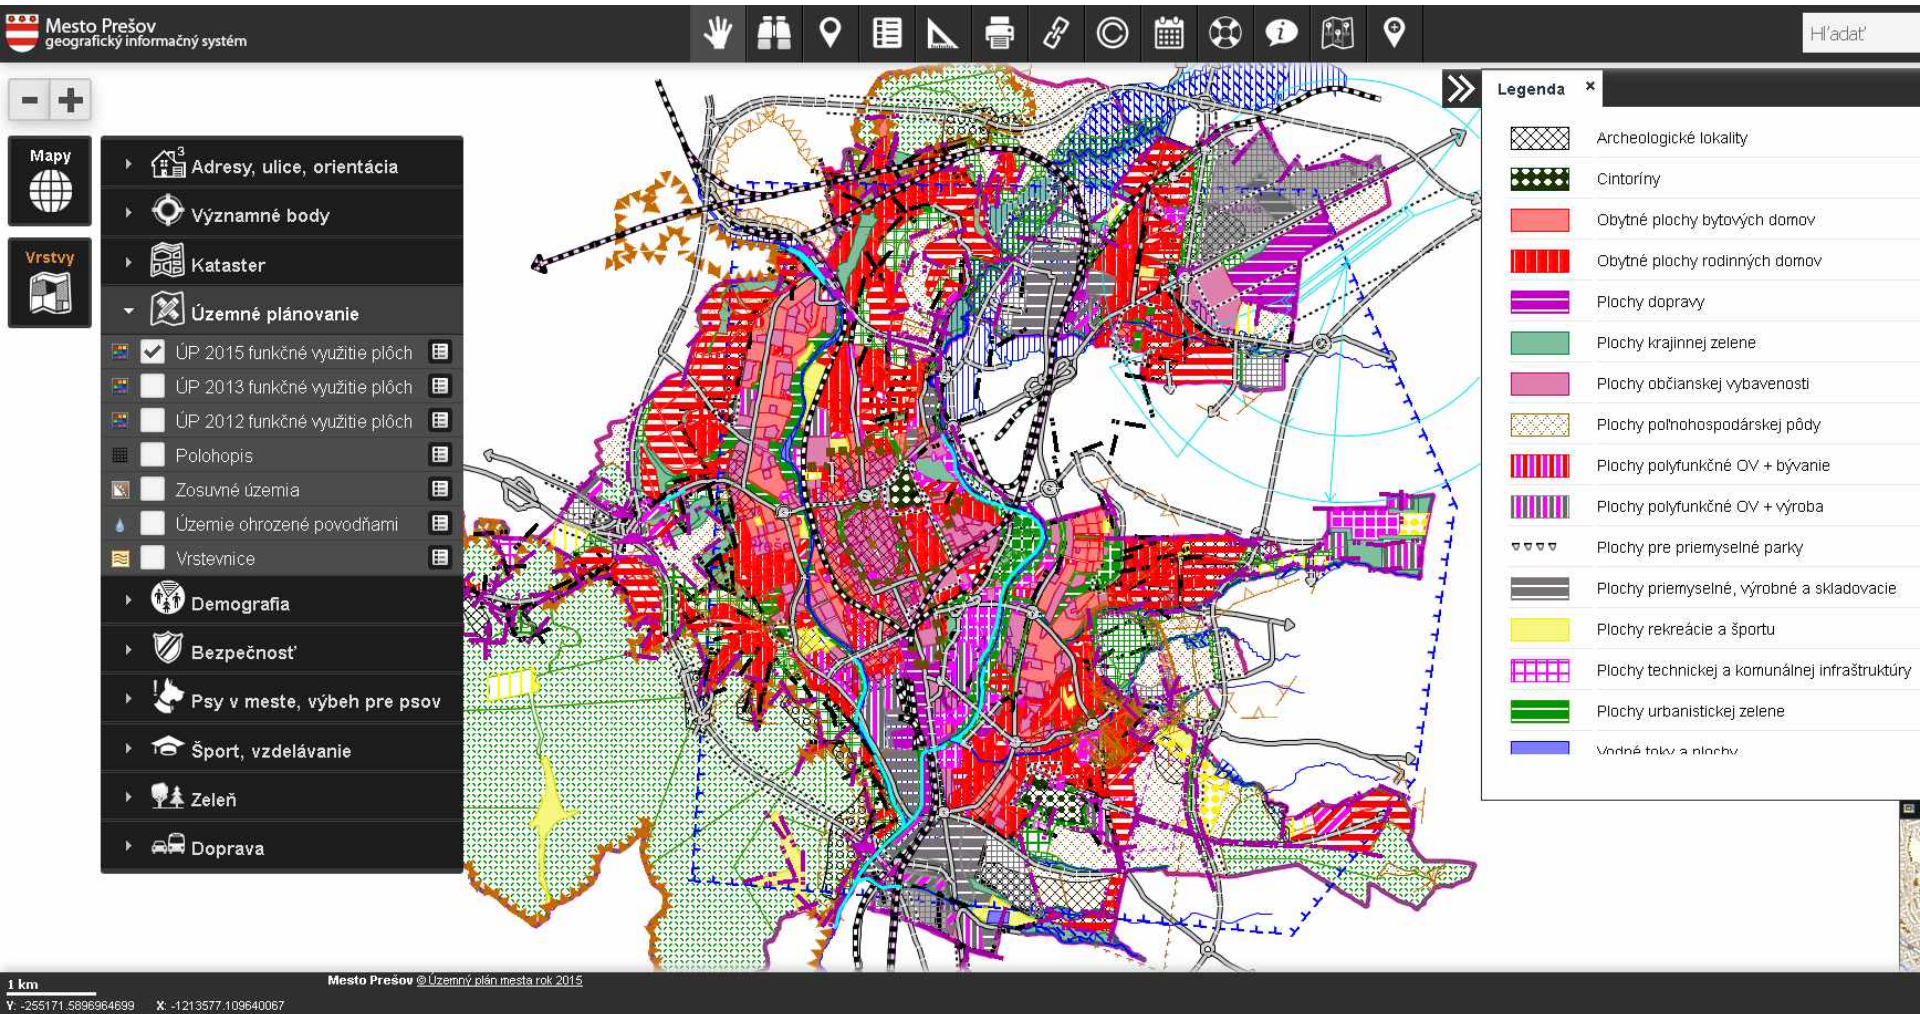 Mesto Prešov
geografický informačný systém
Hľadať
Mapy
Vrstvy
3
Adresy, ulice, orientácia
Významné body
Kataster
Územné plánovanie
ÚP 2015 funkčné využitie plôch
ÚP 2013 funkčné využitie plôch
ÚP 2012 funkčné využitie plôch
Polohopis
Zosuvné územia
Územie ohrozené povodňami
Vrstevnice
Demografia
Bezpečnosť
Psy v meste, výbeh pre psov
Šport, vzdelávanie
Zeleň
Doprava
Legenda ×
Archeologické lokality
Cintoríny
Obytné plochy bytových domov
Obytné plochy rodinných domov
Plochy dopravy
Plochy krajinnej zelene
Plochy občianskej vybavenosti
Plochy poľnohospodárskej pôdy
Plochy polyfunkčné OV + bývanie
Plochy polyfunkčné OV + výroba
Plochy pre priemyselné parky
Plochy priemyselné, výrobné a skladovacie
Plochy rekreácie a športu
Plochy technickej a komunálnej infraštruktúry
Plochy urbanistickej zelene
Vodné toky a plochy
1 km
Mesto Prešov © Územný plán mesta rok 2015
Y: -255171.5896964699 X: -1213577.109640067